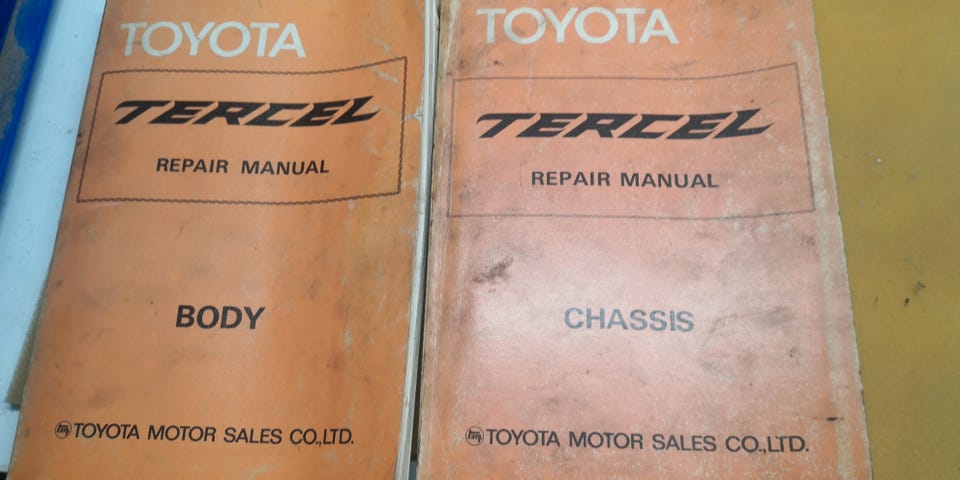 TOYOTA
TERCEL
REPAIR MANUAL
BODY
TOYOTA MOTOR SALES CO.,LTD.
TOYOTA
TERCEL
REPAIR MANUAL
CHASSIS
TOYOTA MOTOR SALES CO.,LTD.